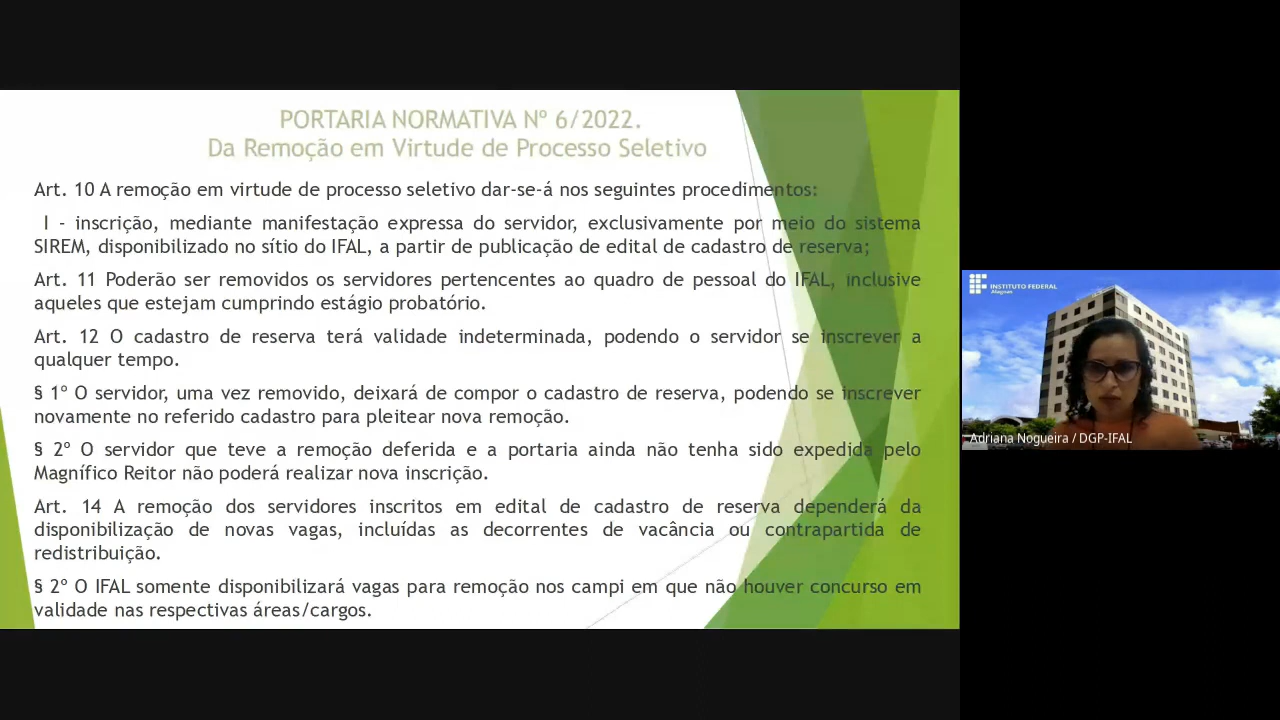 PORTARIA NORMATIVA Nº 6/2022.
Da Remoção em Virtude de Processo Seletivo
Art. 10 A remoção em virtude de processo seletivo dar-se-á nos seguintes procedimentos:
I - inscrição, mediante manifestação expressa do servidor, exclusivamente por meio do sistema
SIREM, disponibilizado no sítio do IFAL, a partir de publicação de edital de cadastro de reserva;
Art. 11 Poderão ser removidos os servidores pertencentes ao quadro de pessoal do IFAL, inclusive
aqueles que estejam cumprindo estágio probatório.
Art. 12 O cadastro de reserva terá validade indeterminada, podendo o servidor se inscrever a
qualquer tempo.
§ 1º O servidor, uma vez removido, deixará de compor o cadastro de reserva, podendo se inscrever
novamente no referido cadastro para pleitear nova remoção.
§ 2º O servidor que teve a remoção deferida e a portaria ainda não tenha sido expedida pelo
Magnífico Reitor não poderá realizar nova inscrição.
Art. 14 A remoção dos servidores inscritos em edital de cadastro de reserva dependerá da
disponibilização de novas vagas, incluídas as decorrentes de vacância ou contrapartida de
redistribuição.
§ 2º O IFAL somente disponibilizará vagas para remoção nos campi em que não houver concurso em
validade nas respectivas áreas/cargos.
INSTITUTO FEDERAL
Alagoas
Adriana Nogueira / DGP-IFAL